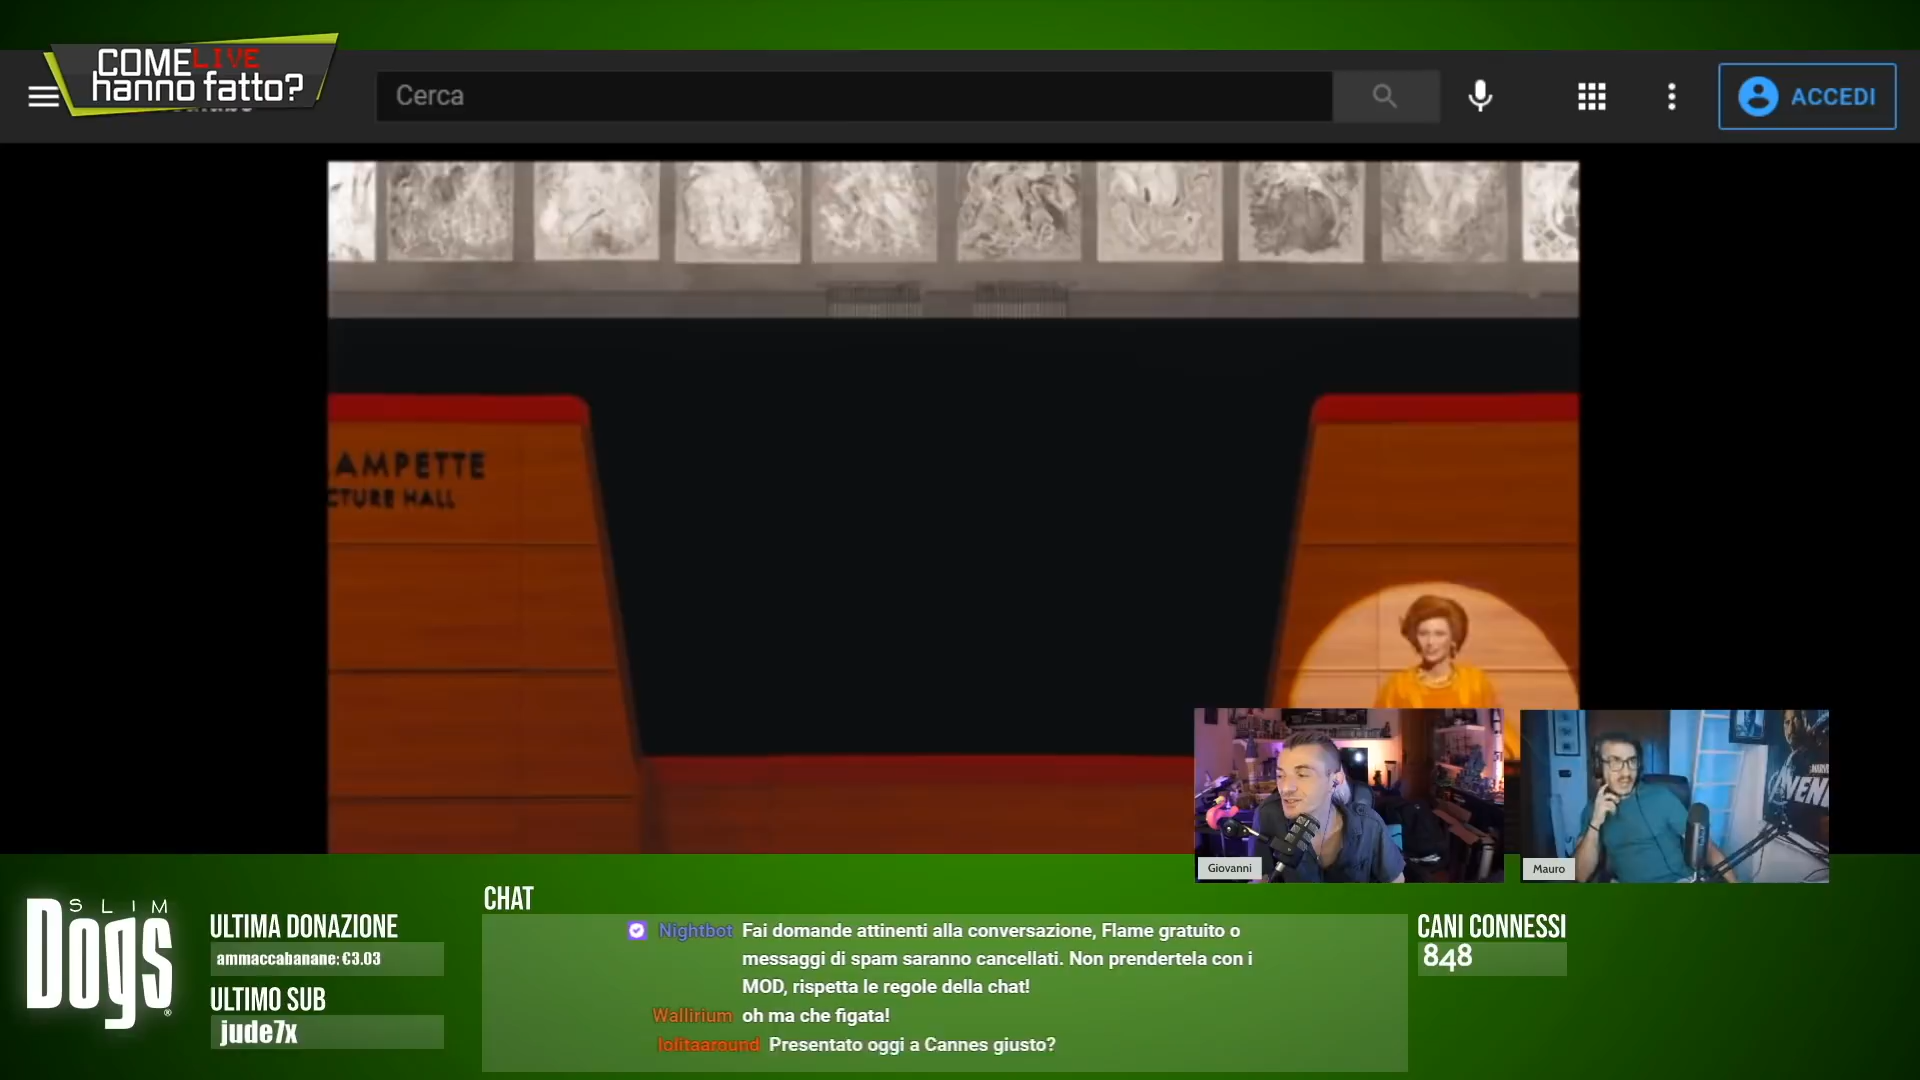 COMELIVE
hanno fatto?
Cerca
ACCEDI
AMPETTE
CTURE HALL
Giovanni
Mauro
SLIM
Dogs
ULTIMA DONAZIONE
ammaccabanane: €3.03
ULTIMO SUB
jude7x
CHAT
Nightbot Fai domande attinenti alla conversazione, Flame gratuito o
messaggi di spam saranno cancellati. Non prendertela con i
MOD, rispetta le regole della chat!
Wallirium oh ma che figata!
lolitaaround Presentato oggi a Cannes giusto?
CANI CONNESSI
848